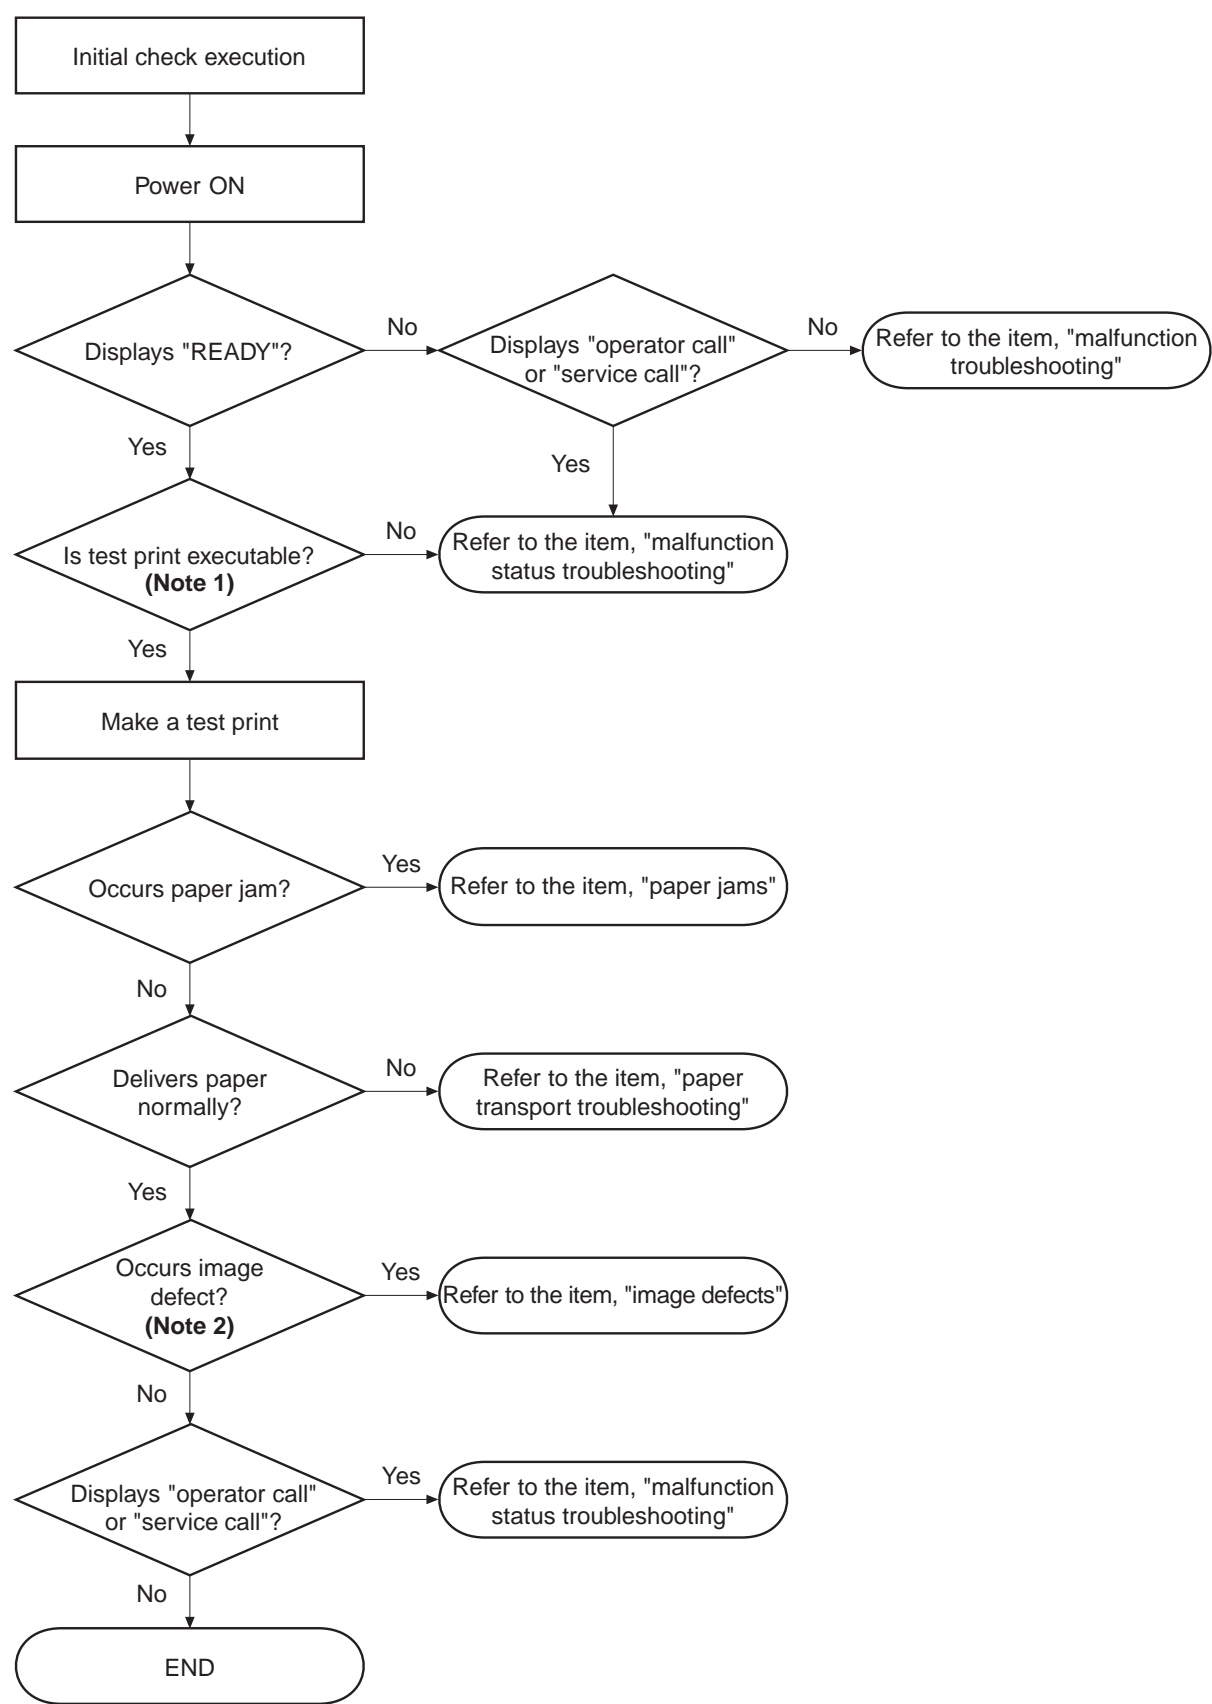 Initial check execution
Power ON
Displays "READY"?
No
Displays "operator call"
or "service call"?
No
Refer to the item, "malfunction
troubleshooting"
Yes
Yes
Is test print executable?
(Note 1)
No
Refer to the item, "malfunction
status troubleshooting"
Yes
Make a test print
Occurs paper jam?
Yes
Refer to the item, "paper jams"
No
Delivers paper
normally?
No
Refer to the item, "paper
transport troubleshooting"
Yes
Occurs image
defect?
(Note 2)
Yes
Refer to the item, "image defects"
No
Displays "operator call"
or "service call"?
Yes
Refer to the item, "malfunction
status troubleshooting"
No
END